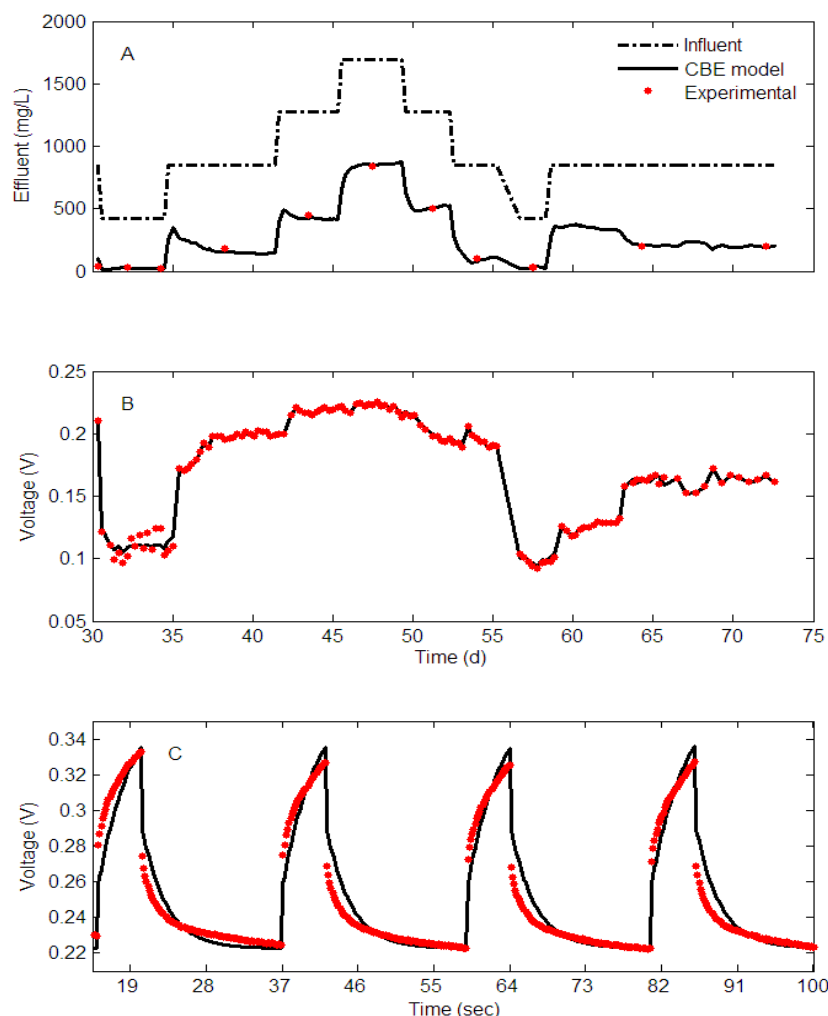 A
Influent
CBE model
Experimental
Effluent (mg/L)
2000
1500
1000
500
0
B
Voltage (V)
0.25
0.2
0.15
0.1
0.05
30 35 40 45 50 55 60 65 70 75
Time (d)
C
Voltage (V)
0.34
0.32
0.3
0.28
0.26
0.24
0.22
19 28 37 46 55 64 73 82 91 100
Time (sec)